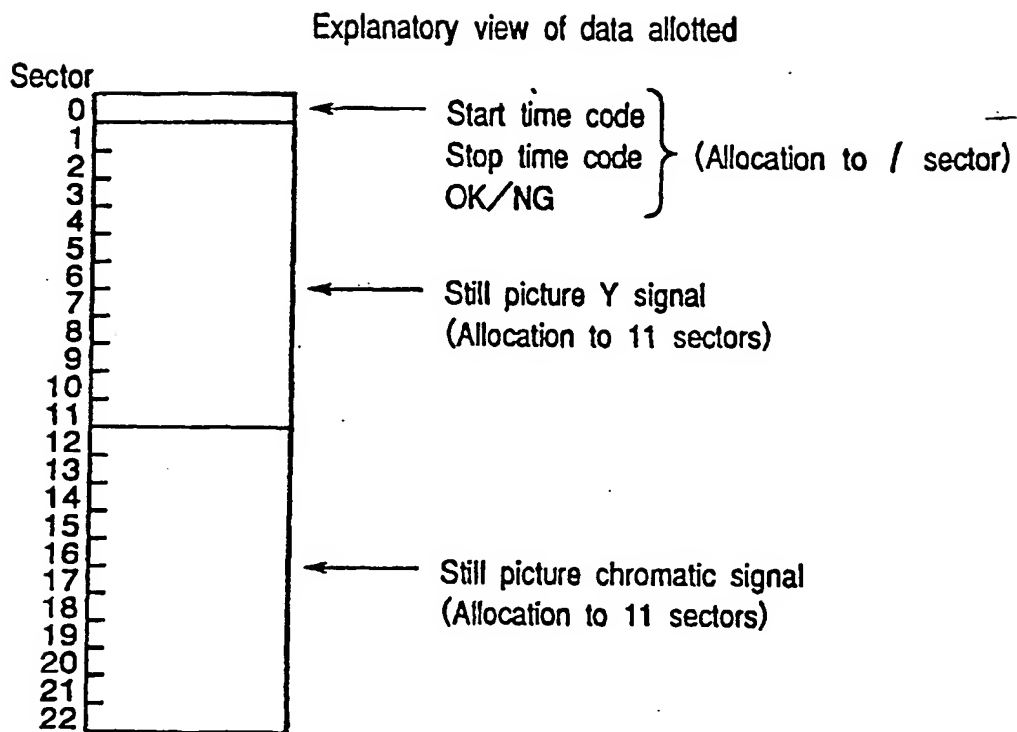 Explanatory view of data allotted
Sector
0
1
2
3
4
5
6
7
8
9
10
11
12
13
14
15
16
17
18
19
20
21
22
Start time code
Stop time code
OK/NG
(Allocation to 1 sector)
Still picture Y signal
(Allocation to 11 sectors)
Still picture chromatic signal
(Allocation to 11 sectors)